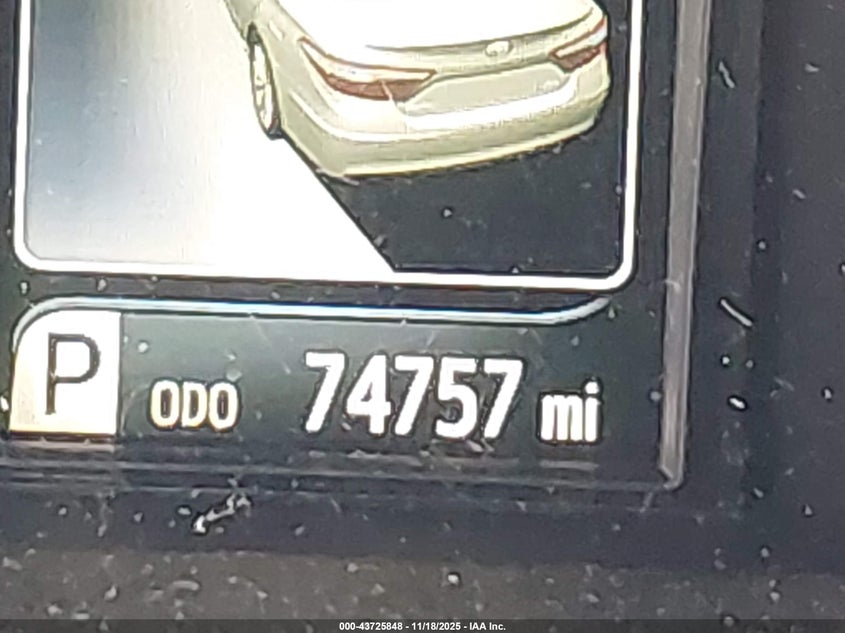 P ODO 74757 mi
000-43725848 - 11/18/2025 - IAA Inc.